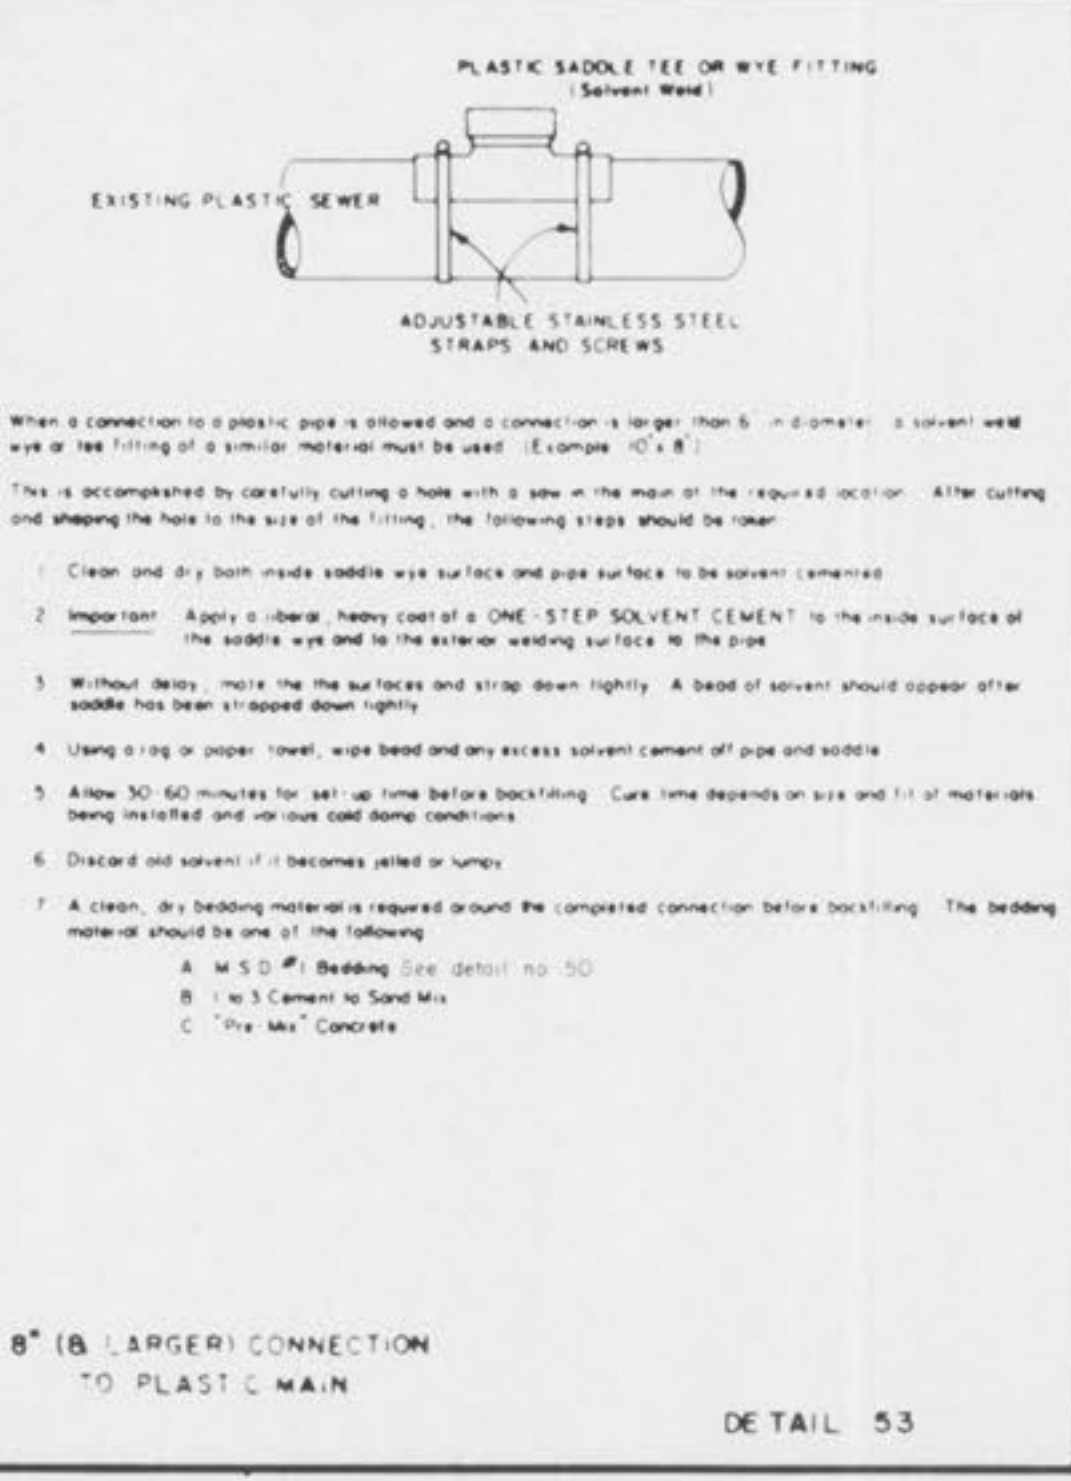 PLASTIC SADDLE TEE OR WYE FITTING
(Solvent Weld)
EXISTING PLASTIC SEWER
ADJUSTABLE STAINLESS STEEL
STRAPS AND SCREWS
When a connection to a plastic pipe is allowed and a connection is larger than 6" in diameter, a solvent weld
wye or tee fitting of a similar material must be used. (Example 10" x 8")
This is accomplished by carefully cutting a hole with a saw in the main at the required location. After cutting
and shaping the hole to the size of the fitting, the following steps should be taken
1 Clean and dry both inside saddle wye surface and pipe surface to be solvent cemented
2 Important Apply a liberal, heavy coat of a ONE-STEP SOLVENT CEMENT to the inside surface of
the saddle wye and to the exterior welding surface to the pipe
3 Without delay, mate the the surfaces and strap down tightly. A bead of solvent should appear after
saddle has been strapped down tightly
4 Using a rag or paper towel, wipe bead and any excess solvent cement off pipe and saddle
5 Allow 30-60 minutes for set-up time before backfilling. Cure time depends on size and fit of materials
being installed and various cold damp conditions
6 Discard old solvent if it becomes jelled or lumpy
7 A clean, dry bedding material is required around the completed connection before backfilling. The bedding
material should be one of the following
A M S D #1 Bedding See detail no. 50
B 1 to 3 Cement to Sand Mix
C "Pre-Mix" Concrete
8" (& LARGER) CONNECTION
TO PLASTIC MAIN
DETAIL 53